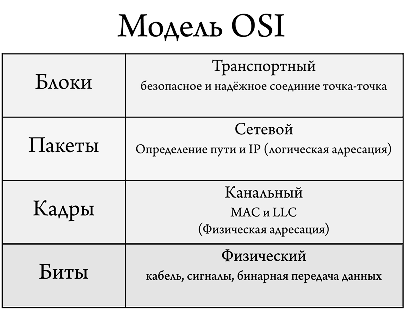 Модель OSI
Блоки
Транспортный
безопасное и надёжное соединие точка-точка
Пакеты
Сетевой
Определение пути и IP (логическая адресация)
Кадры
Канальный
MAC и LLC
(Физическая адресация)
Биты
Физический
кабель, сигналы, бинарная передача данных